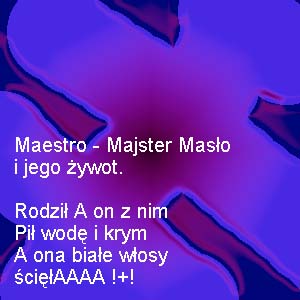 Maestro - Majster Masło
i jego żywot.
Rodził A on z nim
Pił wodę i krym
A ona białe włosy
ścięłAAAA !+!